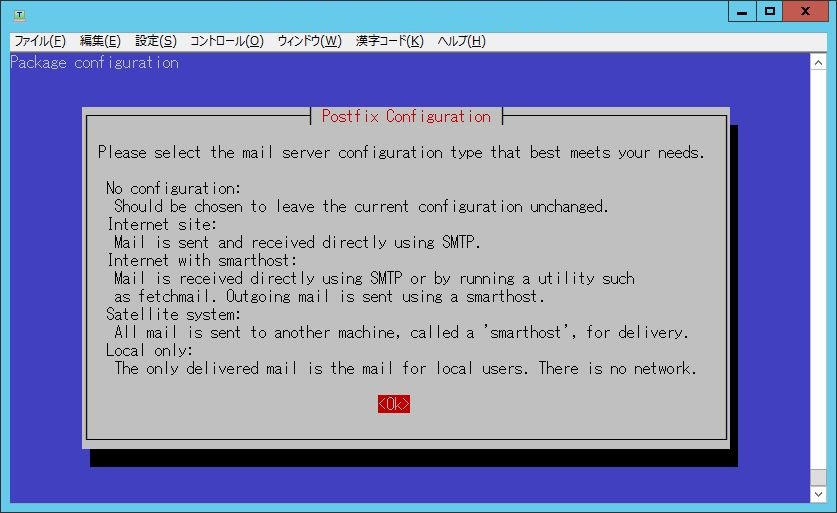 ファイル(F) 編集(E) 設定(S) コントロール(O) ウィンドウ(W) 漢字コード(K) ヘルプ(H)
Package configuration
Postfix Configuration
Please select the mail server configuration type that best meets your needs.
No configuration:
Should be chosen to leave the current configuration unchanged.
Internet site:
Mail is sent and received directly using SMTP.
Internet with smarthost:
Mail is received directly using SMTP or by running a utility such
as fetchmail. Outgoing mail is sent using a smarthost.
Satellite system:
All mail is sent to another machine, called a 'smarthost', for delivery.
Local only:
The only delivered mail is the mail for local users. There is no network.
<Ok>